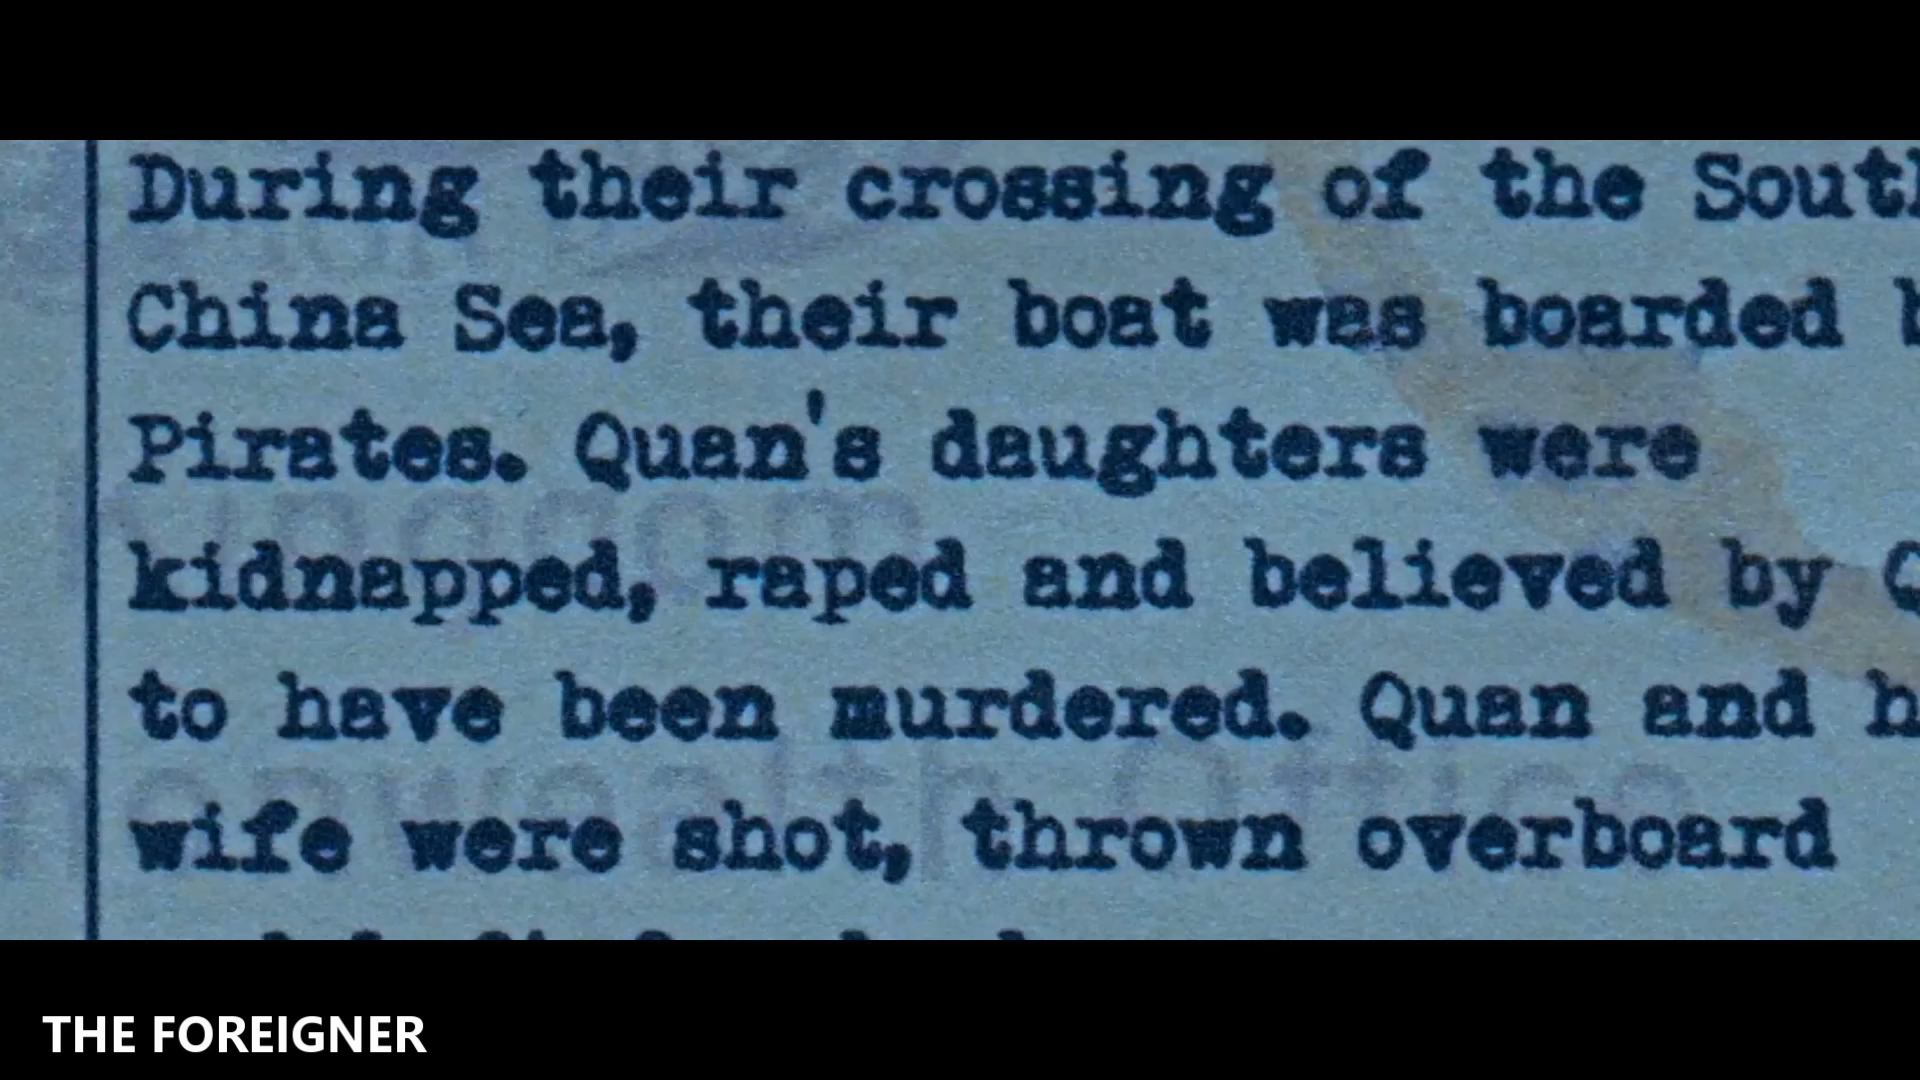 During their crossing of the
China Sea, their boat was boarded
Pirates. Quan's daughters were
kidnapped, raped and believed by
to have been murdered. Quan and
wife were shot, thrown overboard
THE FOREIGNER